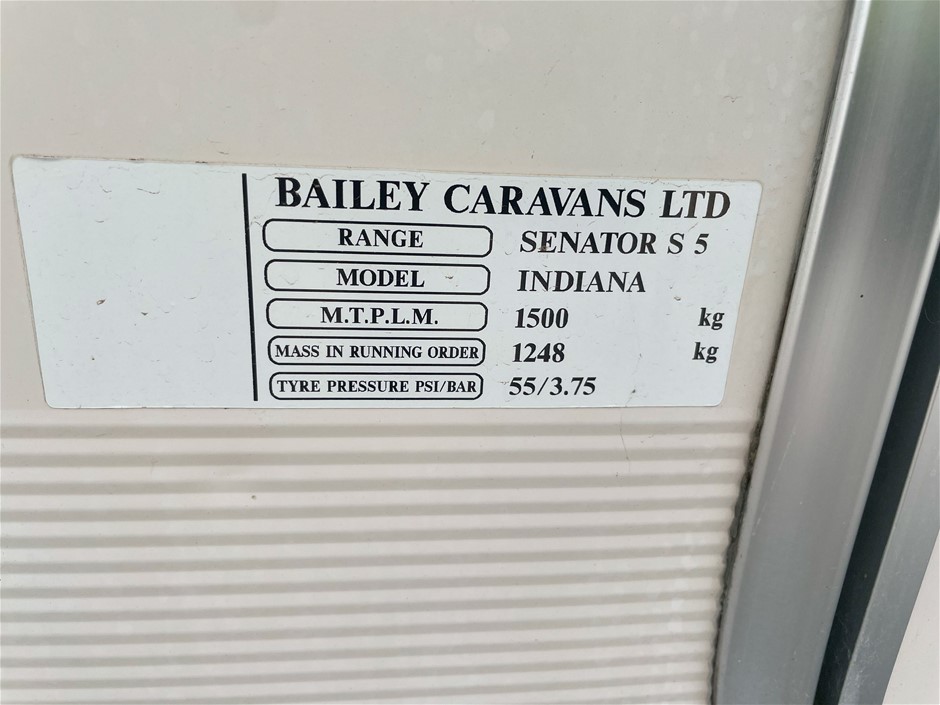 BAILEY CARAVANS LTD
RANGE SENATOR S 5
MODEL INDIANA
M.T.P.L.M. 1500 kg
MASS IN RUNNING ORDER 1248 kg
TYRE PRESSURE PSI/BAR 55/3.75